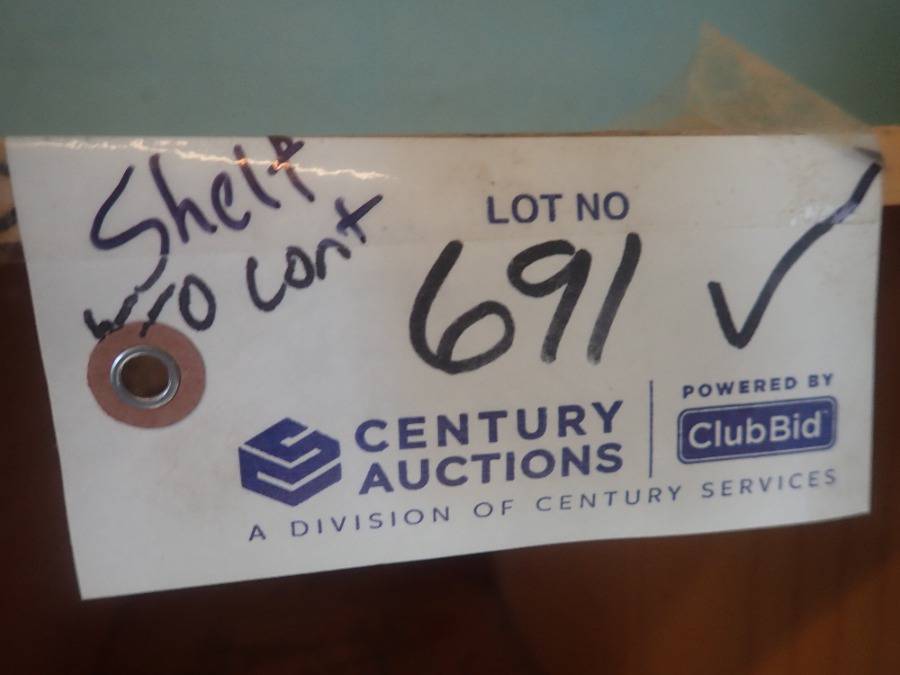 Shelf
w/o cont
LOT NO
691 ✓
CENTURY
AUCTIONS
POWERED BY
ClubBid
A DIVISION OF CENTURY SERVICES